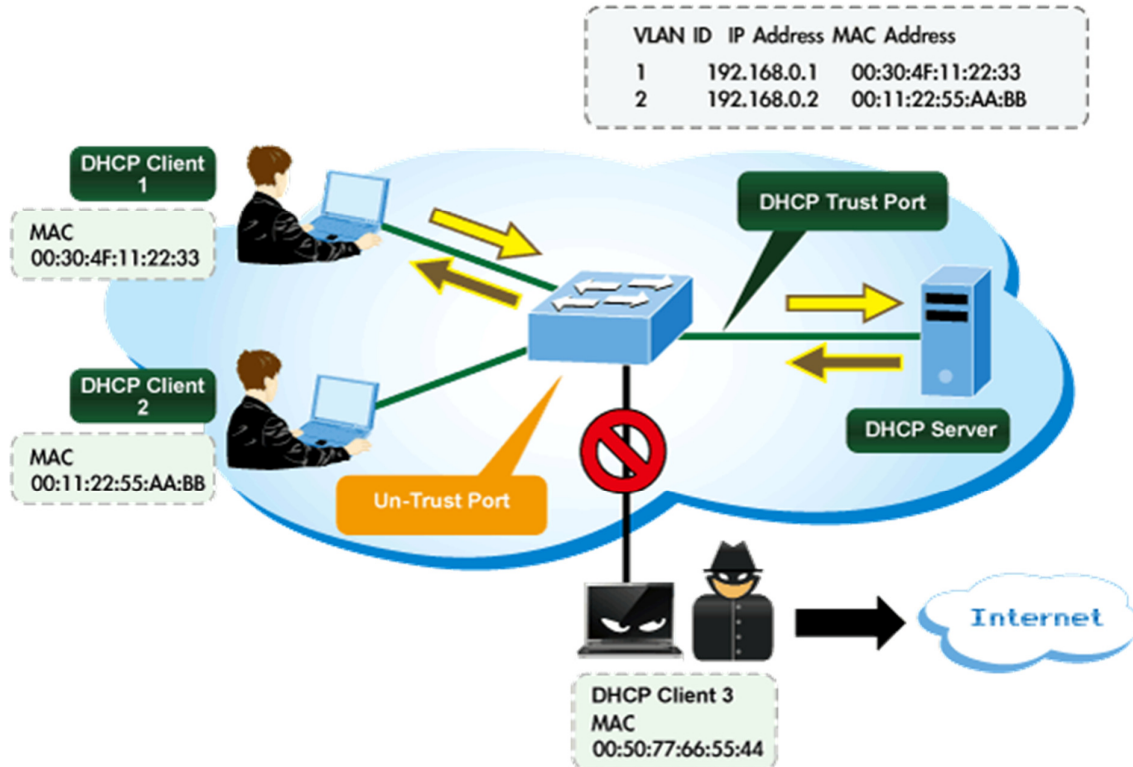 VLAN ID IP Address MAC Address
1 192.168.0.1 00:30:4F:11:22:33
2 192.168.0.2 00:11:22:55:AA:BB
DHCP Client
1
MAC
00:30:4F:11:22:33
DHCP Trust Port
DHCP Client
2
MAC
00:11:22:55:AA:BB
DHCP Server
Un-Trust Port
Internet
DHCP Client 3
MAC
00:50:77:66:55:44